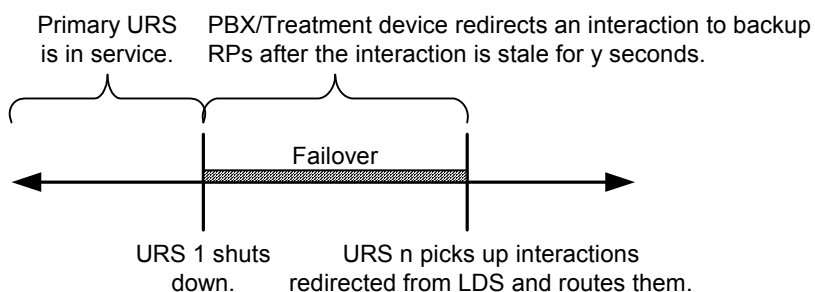 Primary URS
is in service.
PBX/Treatment device redirects an interaction to backup
RPs after the interaction is stale for y seconds.
Failover
URS 1 shuts
down.
URS n picks up interactions
redirected from LDS and routes them.